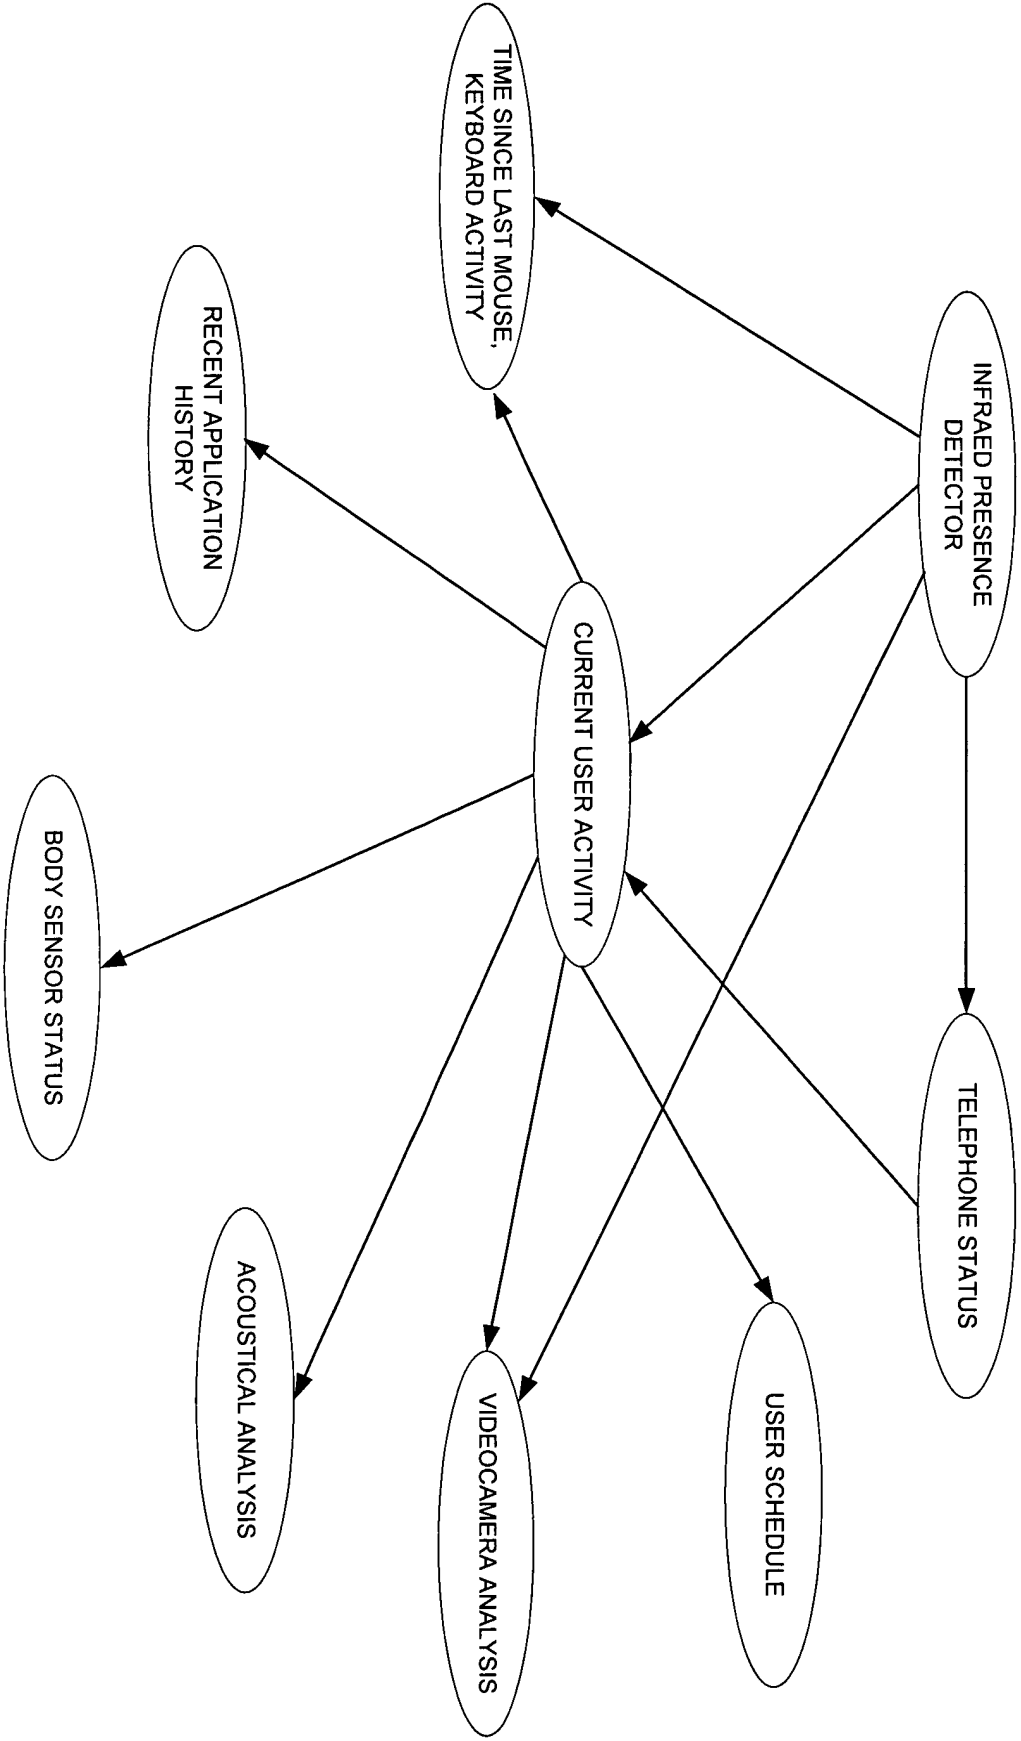 INFRAED PRESENCE
DETECTOR
TELEPHONE STATUS
USER SCHEDULE
CURRENT USER ACTIVITY
TIME SINCE LAST MOUSE,
KEYBOARD ACTIVITY
VIDEOCAMERA ANALYSIS
RECENT APPLICATION
HISTORY
ACOUSTICAL ANALYSIS
BODY SENSOR STATUS